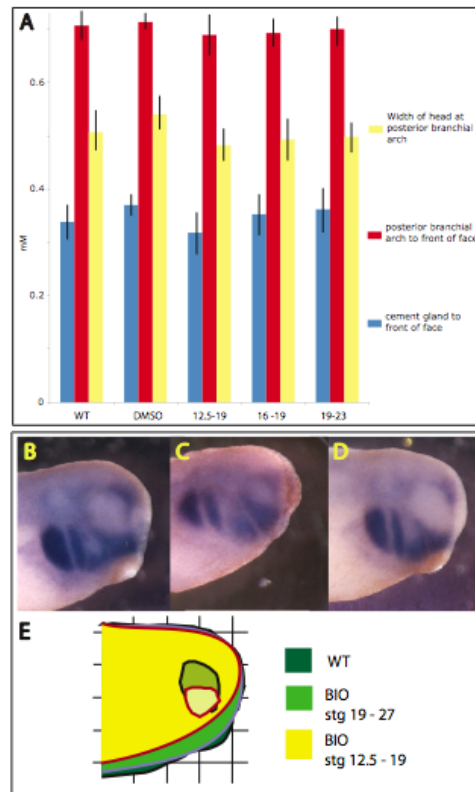 A
0.6
Width of head at
posterior branchial
arch
0.4
mM
posterior branchial
arch to front of face
0.2
cement gland to
front of face
0
WT DMSO 12.5-19 16 -19 19-23
B C D
E
WT
BIO
stg 19 - 27
BIO
stg 12.5 - 19